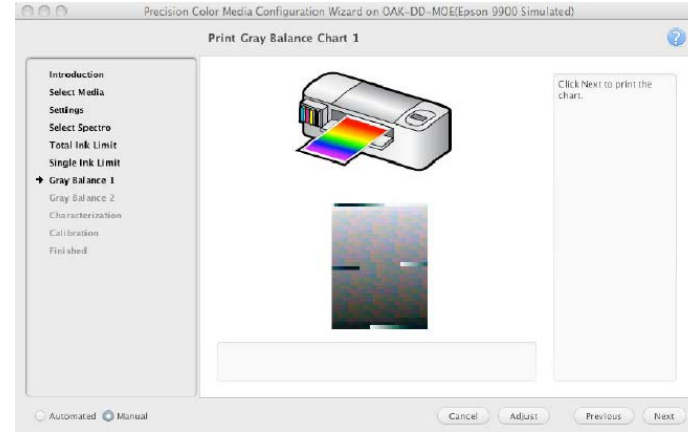 Precision Color Media Configuration Wizard on OAK-DD-MOE(Epson 9900 Simulated)
Print Gray Balance Chart 1
?
Introduction
Select Media
Settings
Select Spectro
Total Ink Limit
Single Ink Limit
Gray Balance 1
Gray Balance 2
Characterization
Calibration
Finished
Click Next to print the
chart.
Automated
Manual
Cancel
Adjust
Previous
Next